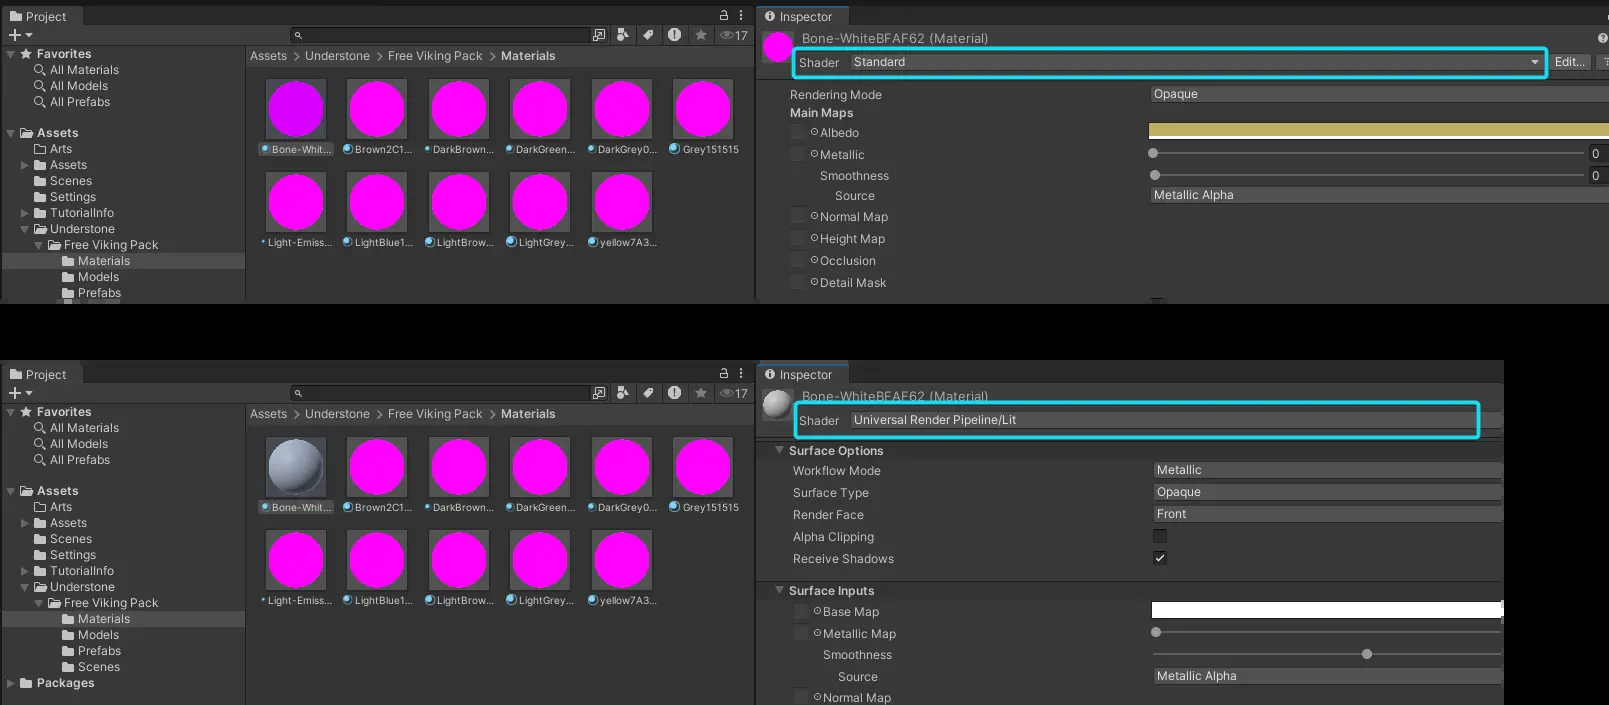 Project
17
Favorites
All Materials
All Models
All Prefabs
Assets
Arts
Assets
Scenes
Settings
TutorialInfo
Understone
Free Viking Pack
Materials
Models
Prefabs
Assets > Understone > Free Viking Pack > Materials
Bone-Whit... Brown2C1... DarkBrown... DarkGreen... DarkGrey0... Grey151515
Light-Emiss... LightBlue1... LightBrow... LightGrey... yellow7A3...
Inspector
Bone-WhiteBFAF62 (Material)
Shader Standard Edit...
Rendering Mode Opaque
Main Maps
Albedo
Metallic 0
Smoothness 0
Source Metallic Alpha
Normal Map
Height Map
Occlusion
Detail Mask
Project
17
Favorites
All Materials
All Models
All Prefabs
Assets
Arts
Assets
Scenes
Settings
TutorialInfo
Understone
Free Viking Pack
Materials
Models
Prefabs
Scenes
Packages
Assets > Understone > Free Viking Pack > Materials
Bone-Whit... Brown2C1... DarkBrown... DarkGreen... DarkGrey0... Grey151515
Light-Emiss... LightBlue1... LightBrow... LightGrey... yellow7A3...
Inspector
Bone-WhiteBFAF62 (Material)
Shader Universal Render Pipeline/Lit
Surface Options
Workflow Mode Metallic
Surface Type Opaque
Render Face Front
Alpha Clipping
Receive Shadows
Surface Inputs
Base Map
Metallic Map
Smoothness
Source Metallic Alpha
Normal Map